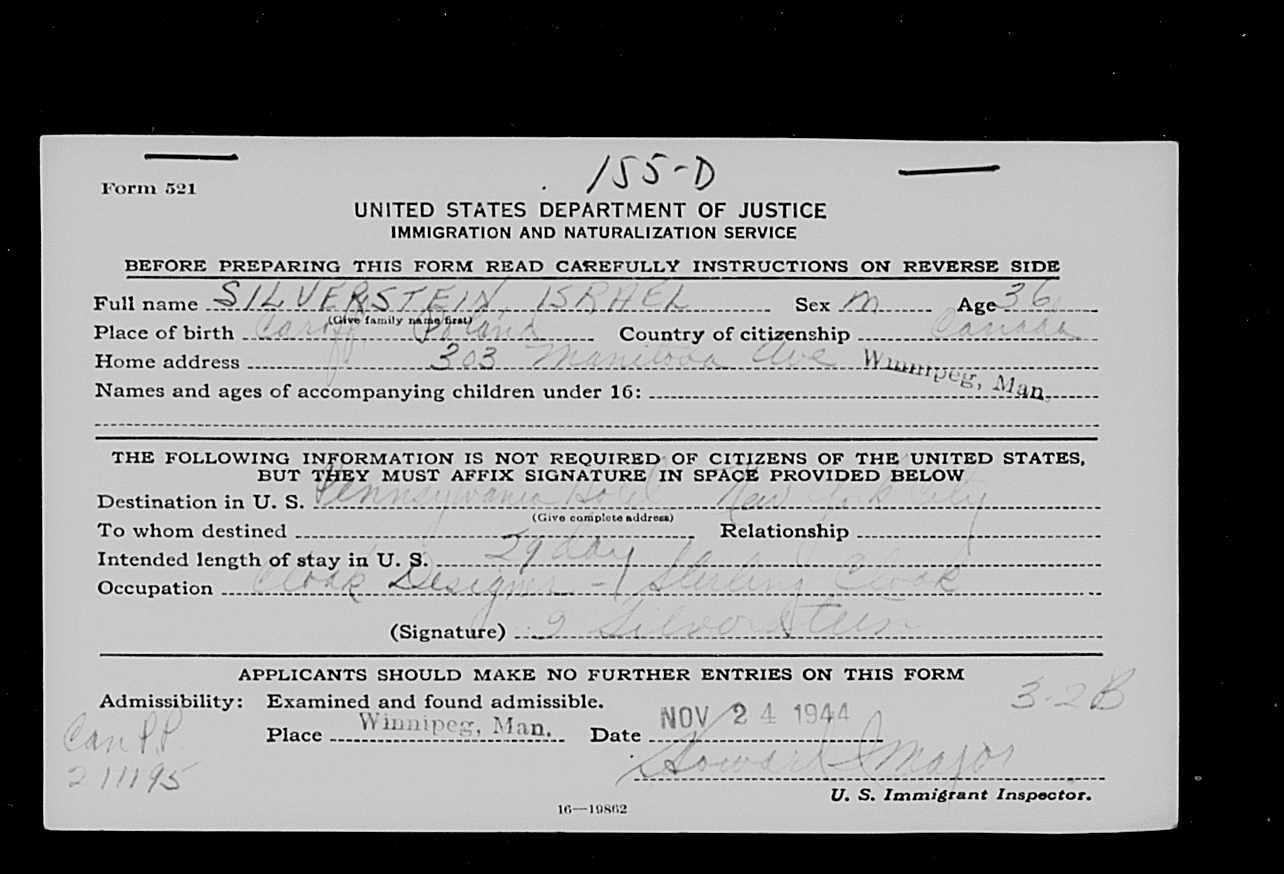 155-D
Form 521
UNITED STATES DEPARTMENT OF JUSTICE
IMMIGRATION AND NATURALIZATION SERVICE
BEFORE PREPARING THIS FORM READ CAREFULLY INSTRUCTIONS ON REVERSE SIDE
Full name SILVERSTEIN, ISRAEL Sex M Age 36
(Give family name first)
Place of birth Poland Country of citizenship Canada
Home address 303 Manitoba Ave Winnipeg, Man.
Names and ages of accompanying children under 16:
THE FOLLOWING INFORMATION IS NOT REQUIRED OF CITIZENS OF THE UNITED STATES,
BUT THEY MUST AFFIX SIGNATURE IN SPACE PROVIDED BELOW
Destination in U. S. Pennsylvania Hotel New York City
(Give complete address)
To whom destined Relationship
Intended length of stay in U. S. 29 day
Occupation Cloak Designer - Sterling Cloak
(Signature) I Silverstein
APPLICANTS SHOULD MAKE NO FURTHER ENTRIES ON THIS FORM
Admissibility: Examined and found admissible. 3-2B
Place Winnipeg, Man. Date NOV 24 1944
Can P.P.
211195
Howard Major
U. S. Immigrant Inspector.
16—19862